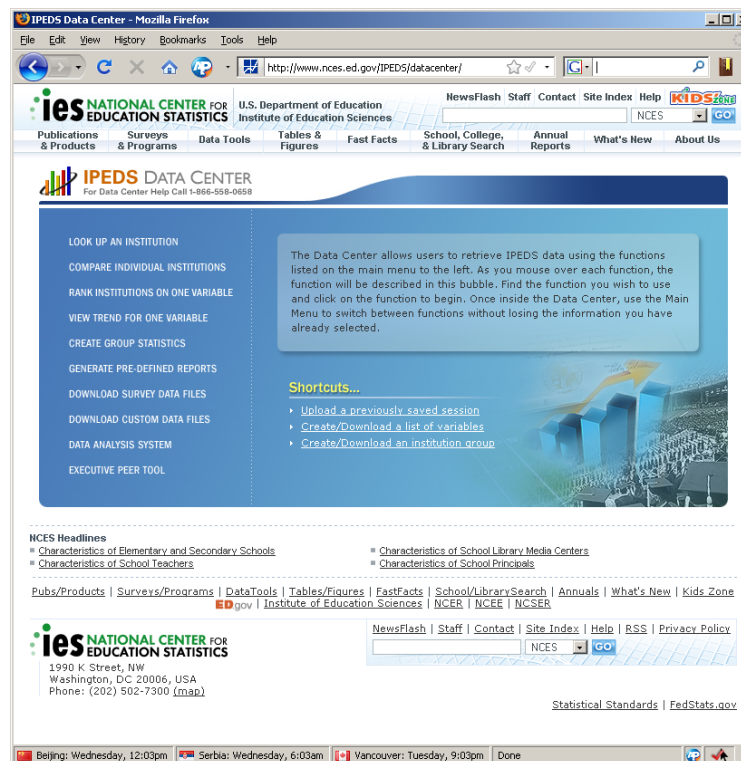 IPEDS Data Center - Mozilla Firefox
File Edit View History Bookmarks Tools Help
http://www.nces.ed.gov/IPEDS/datacenter/
G
NewsFlash Staff Contact Site Index Help KIDSZONE
ies NATIONAL CENTER FOR EDUCATION STATISTICS
U.S. Department of Education
Institute of Education Sciences
NCES GO
Publications & Products
Surveys & Programs
Data Tools
Tables & Figures
Fast Facts
School, College, & Library Search
Annual Reports
What's New
About Us
IPEDS DATA CENTER
For Data Center Help Call 1-866-558-0658
LOOK UP AN INSTITUTION
COMPARE INDIVIDUAL INSTITUTIONS
RANK INSTITUTIONS ON ONE VARIABLE
VIEW TREND FOR ONE VARIABLE
CREATE GROUP STATISTICS
GENERATE PRE-DEFINED REPORTS
DOWNLOAD SURVEY DATA FILES
DOWNLOAD CUSTOM DATA FILES
DATA ANALYSIS SYSTEM
EXECUTIVE PEER TOOL
The Data Center allows users to retrieve IPEDS data using the functions
listed on the main menu to the left. As you mouse over each function, the
function will be described in this bubble. Find the function you wish to use
and click on the function to begin. Once inside the Data Center, use the Main
Menu to switch between functions without losing the information you have
already selected.
Shortcuts...
Upload a previously saved session
Create/Download a list of variables
Create/Download an institution group
NCES Headlines
Characteristics of Elementary and Secondary Schools
Characteristics of School Teachers
Characteristics of School Library Media Centers
Characteristics of School Principals
Pubs/Products | Surveys/Programs | DataTools | Tables/Figures | FastFacts | School/LibrarySearch | Annuals | What's New | Kids Zone
ED.gov | Institute of Education Sciences | NCER | NCEE | NCSER
ies NATIONAL CENTER FOR
EDUCATION STATISTICS
1990 K Street, NW
Washington, DC 20006, USA
Phone: (202) 502-7300 (map)
NewsFlash | Staff | Contact | Site Index | Help | RSS | Privacy Policy
NCES GO
Statistical Standards | FedStats.gov
Beijing: Wednesday, 12:03pm Serbia: Wednesday, 6:03am Vancouver: Tuesday, 9:03pm Done